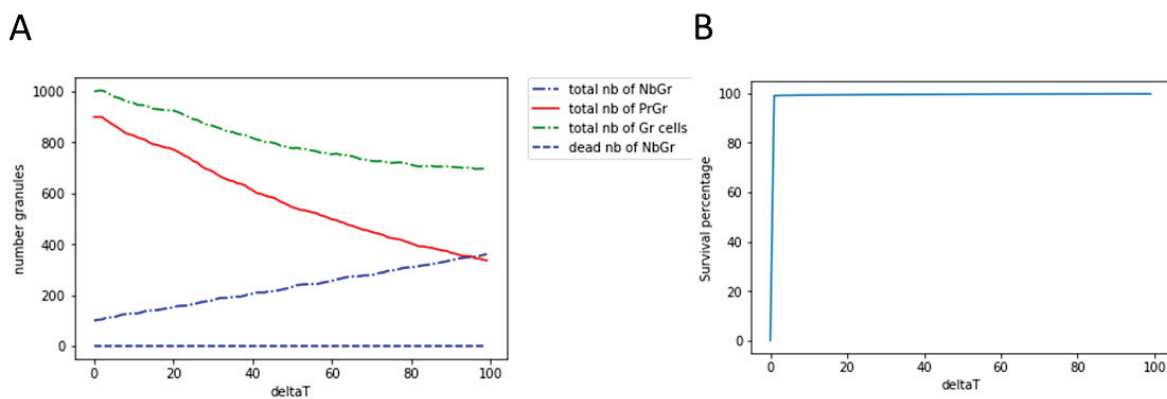 A
number granules
1000
800
600
400
200
0
0 20 40 60 80 100
deltaT
total nb of NbGr
total nb of PrGr
total nb of Gr cells
dead nb of NbGr
B
Survival percentage
100
80
60
40
20
0
0 20 40 60 80 100
deltaT